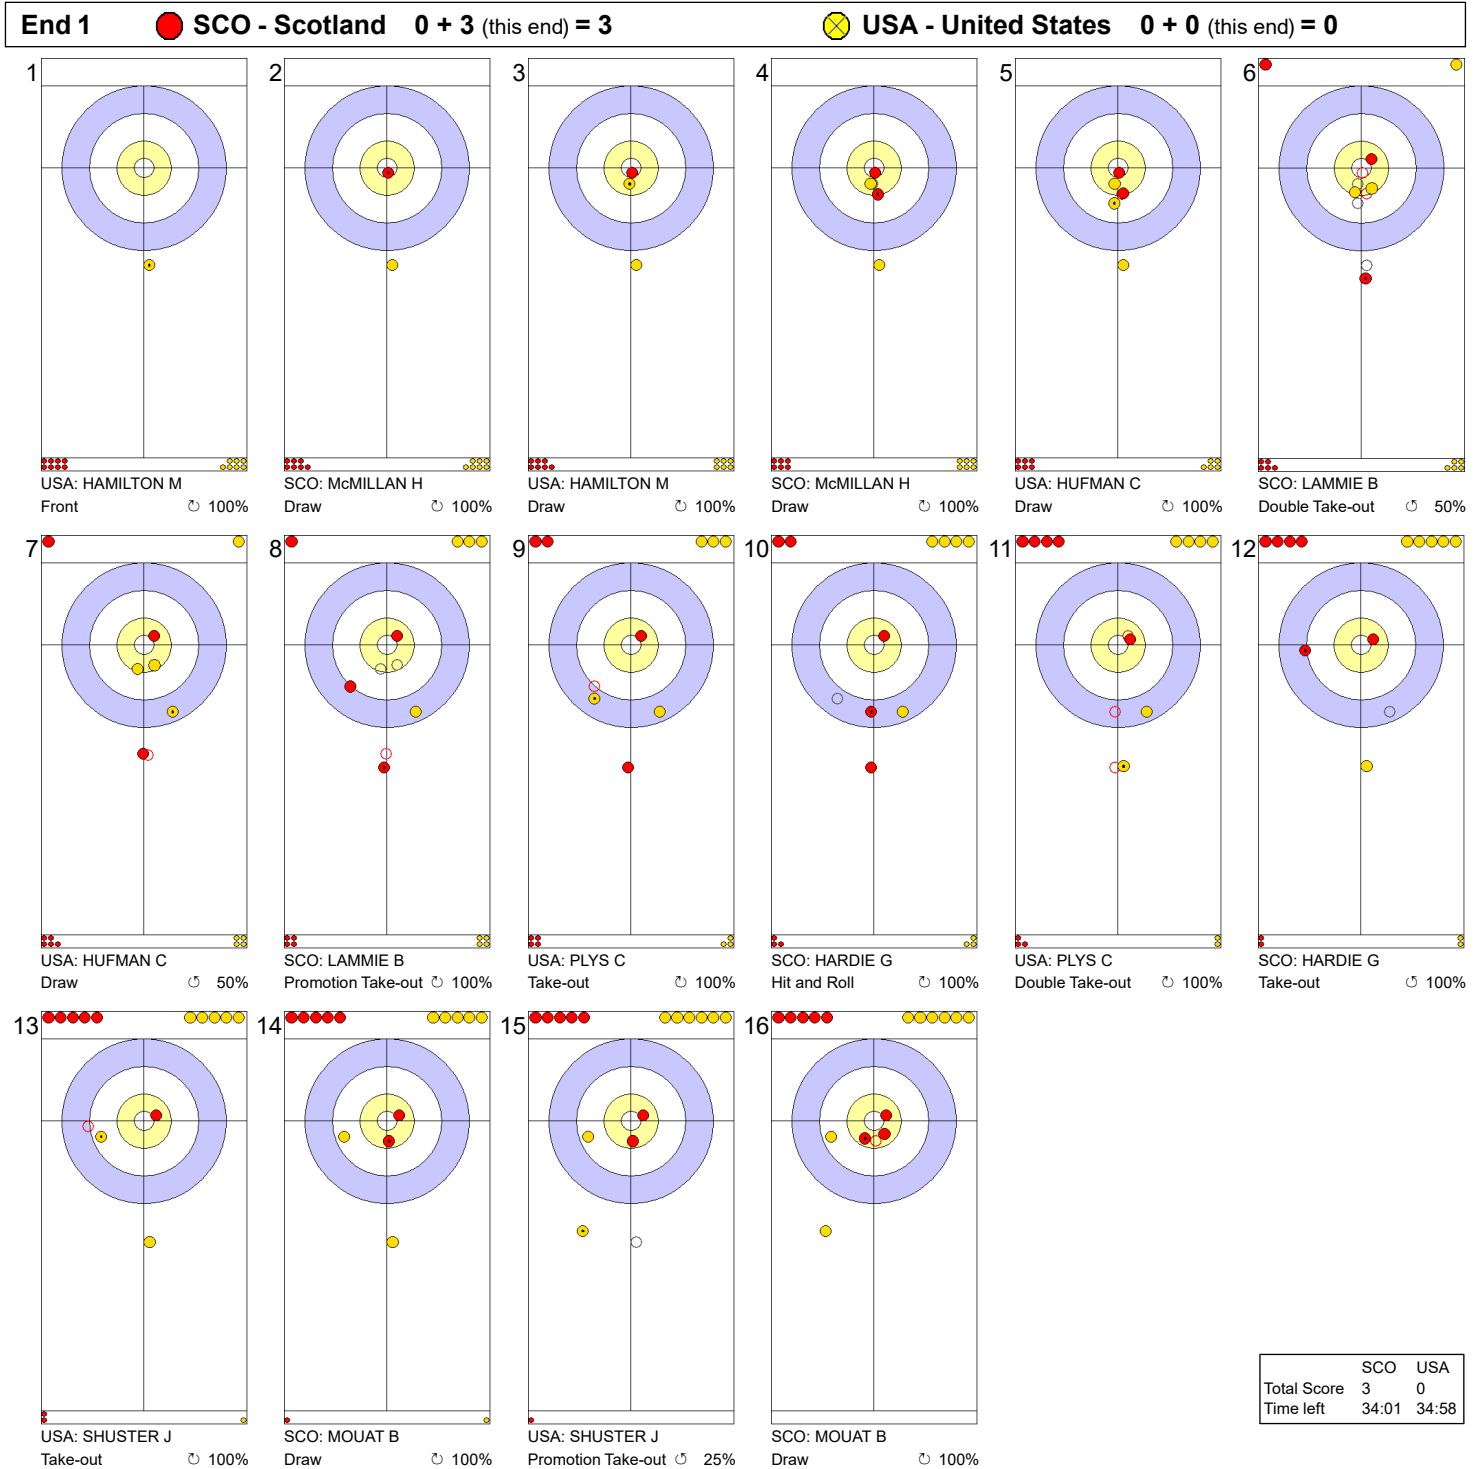 End 1 SCO - Scotland 0 + 3 (this end) = 3 USA - United States 0 + 0 (this end) = 0
1 2 3 4 5 6
USA: HAMILTON M SCO: McMILLAN H USA: HAMILTON M SCO: McMILLAN H USA: HUFMAN C SCO: LAMMIE B
Front ↻ 100% Draw ↻ 100% Draw ↻ 100% Draw ↻ 100% Draw ↻ 100% Double Take-out ↺ 50%
7 8 9 10 11 12
USA: HUFMAN C SCO: LAMMIE B USA: PLYS C SCO: HARDIE G USA: PLYS C SCO: HARDIE G
Draw ↺ 50% Promotion Take-out ↺ 100% Take-out ↺ 100% Hit and Roll ↻ 100% Double Take-out ↺ 100% Take-out ↺ 100%
13 14 15 16
USA: SHUSTER J SCO: MOUAT B USA: SHUSTER J SCO: MOUAT B
Take-out ↻ 100% Draw ↻ 100% Promotion Take-out ↺ 25% Draw ↻ 100%
SCO USA
Total Score 3 0
Time left 34:01 34:58